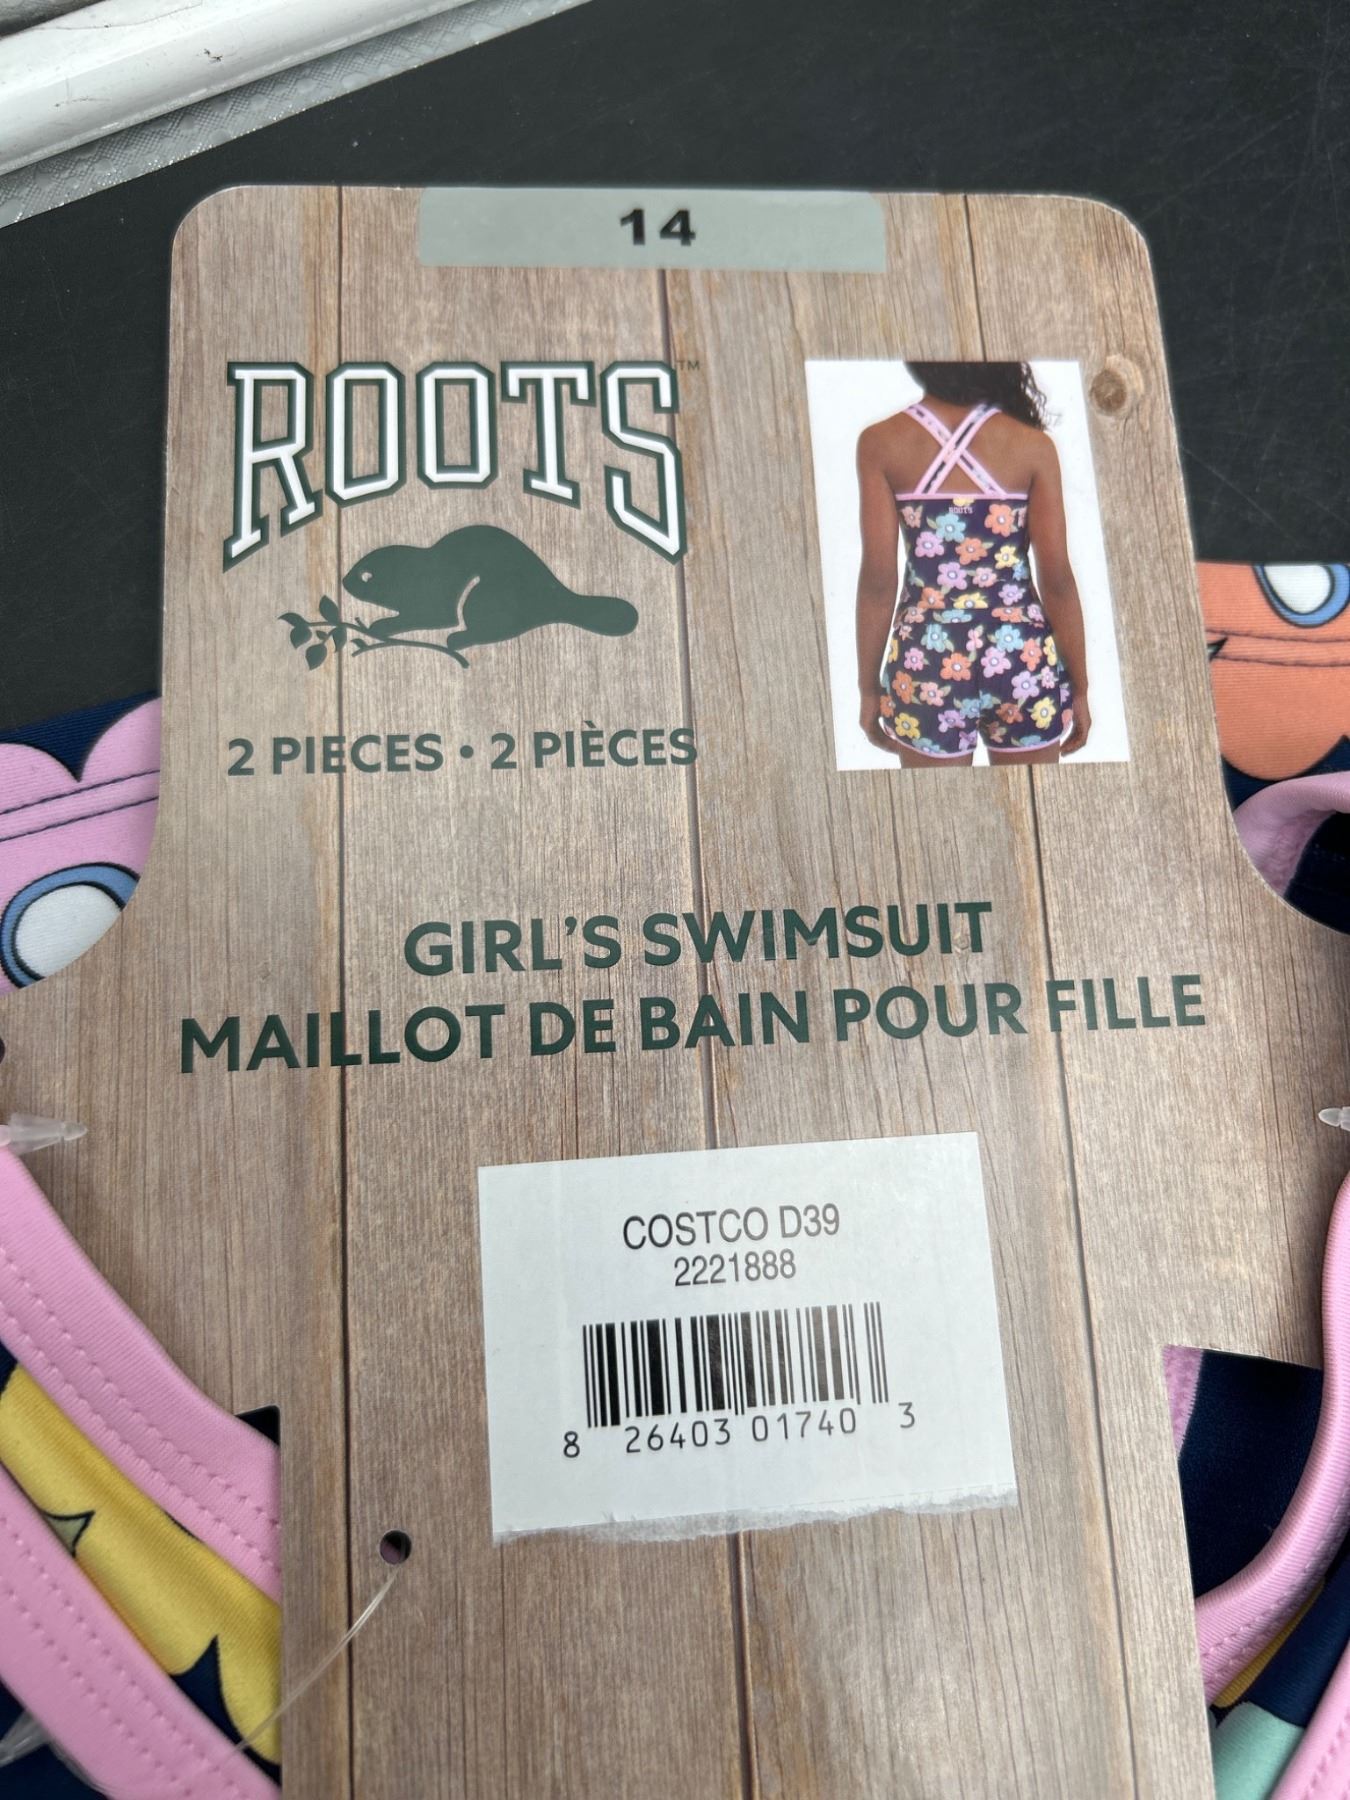 14
ROOTS™
ROOTS
2 PIECES • 2 PIÈCES
GIRL'S SWIMSUIT
MAILLOT DE BAIN POUR FILLE
COSTCO D39
2221888
8 26403 01740 3